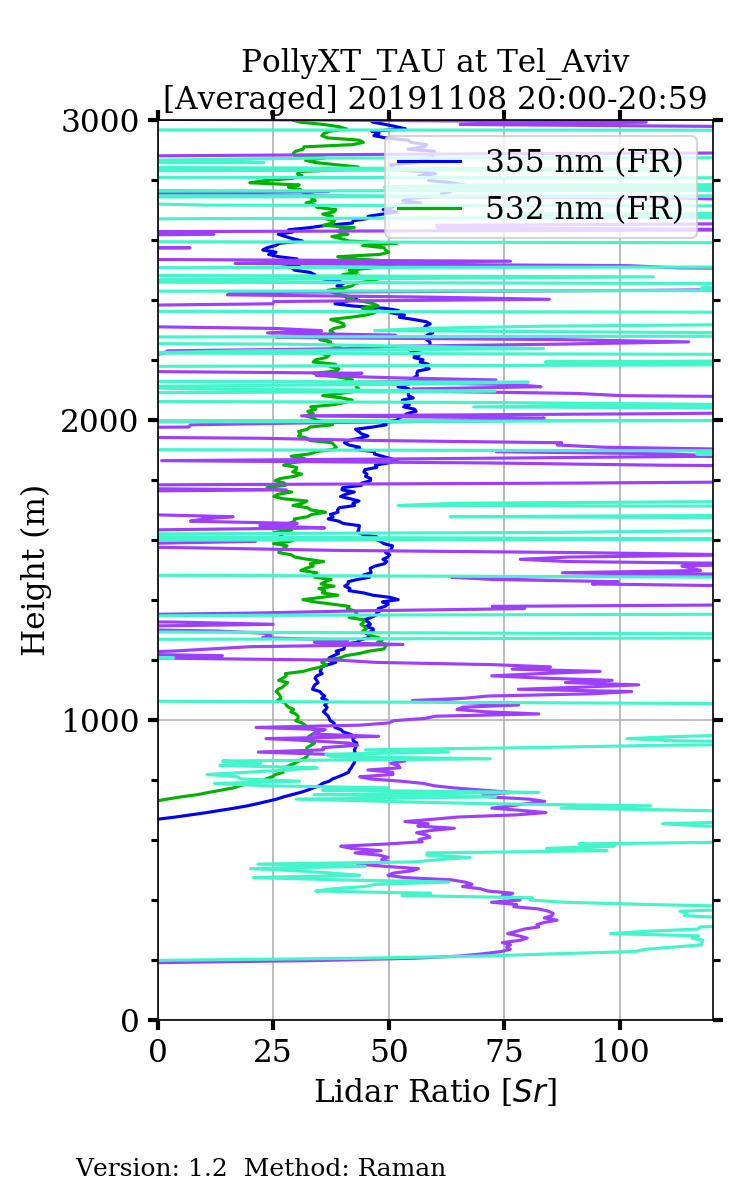 PollyXT_TAU at Tel_Aviv
[Averaged] 20191108 20:00-20:59
355 nm (FR)
532 nm (FR)
3000
2000
1000
0
Height (m)
0 25 50 75 100
Lidar Ratio [Sr]
Version: 1.2 Method: Raman